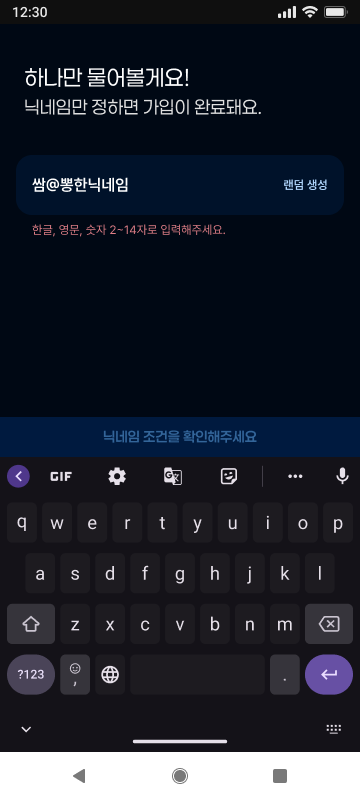 12:30
하나만 물어볼게요!
닉네임만 정하면 가입이 완료돼요.
쌈@뽕한닉네임 랜덤 생성
한글, 영문, 숫자 2~14자로 입력해주세요.
닉네임 조건을 확인해주세요
GIF
q w e r t y u i o p
a s d f g h j k l
z x c v b n m
?123 , .